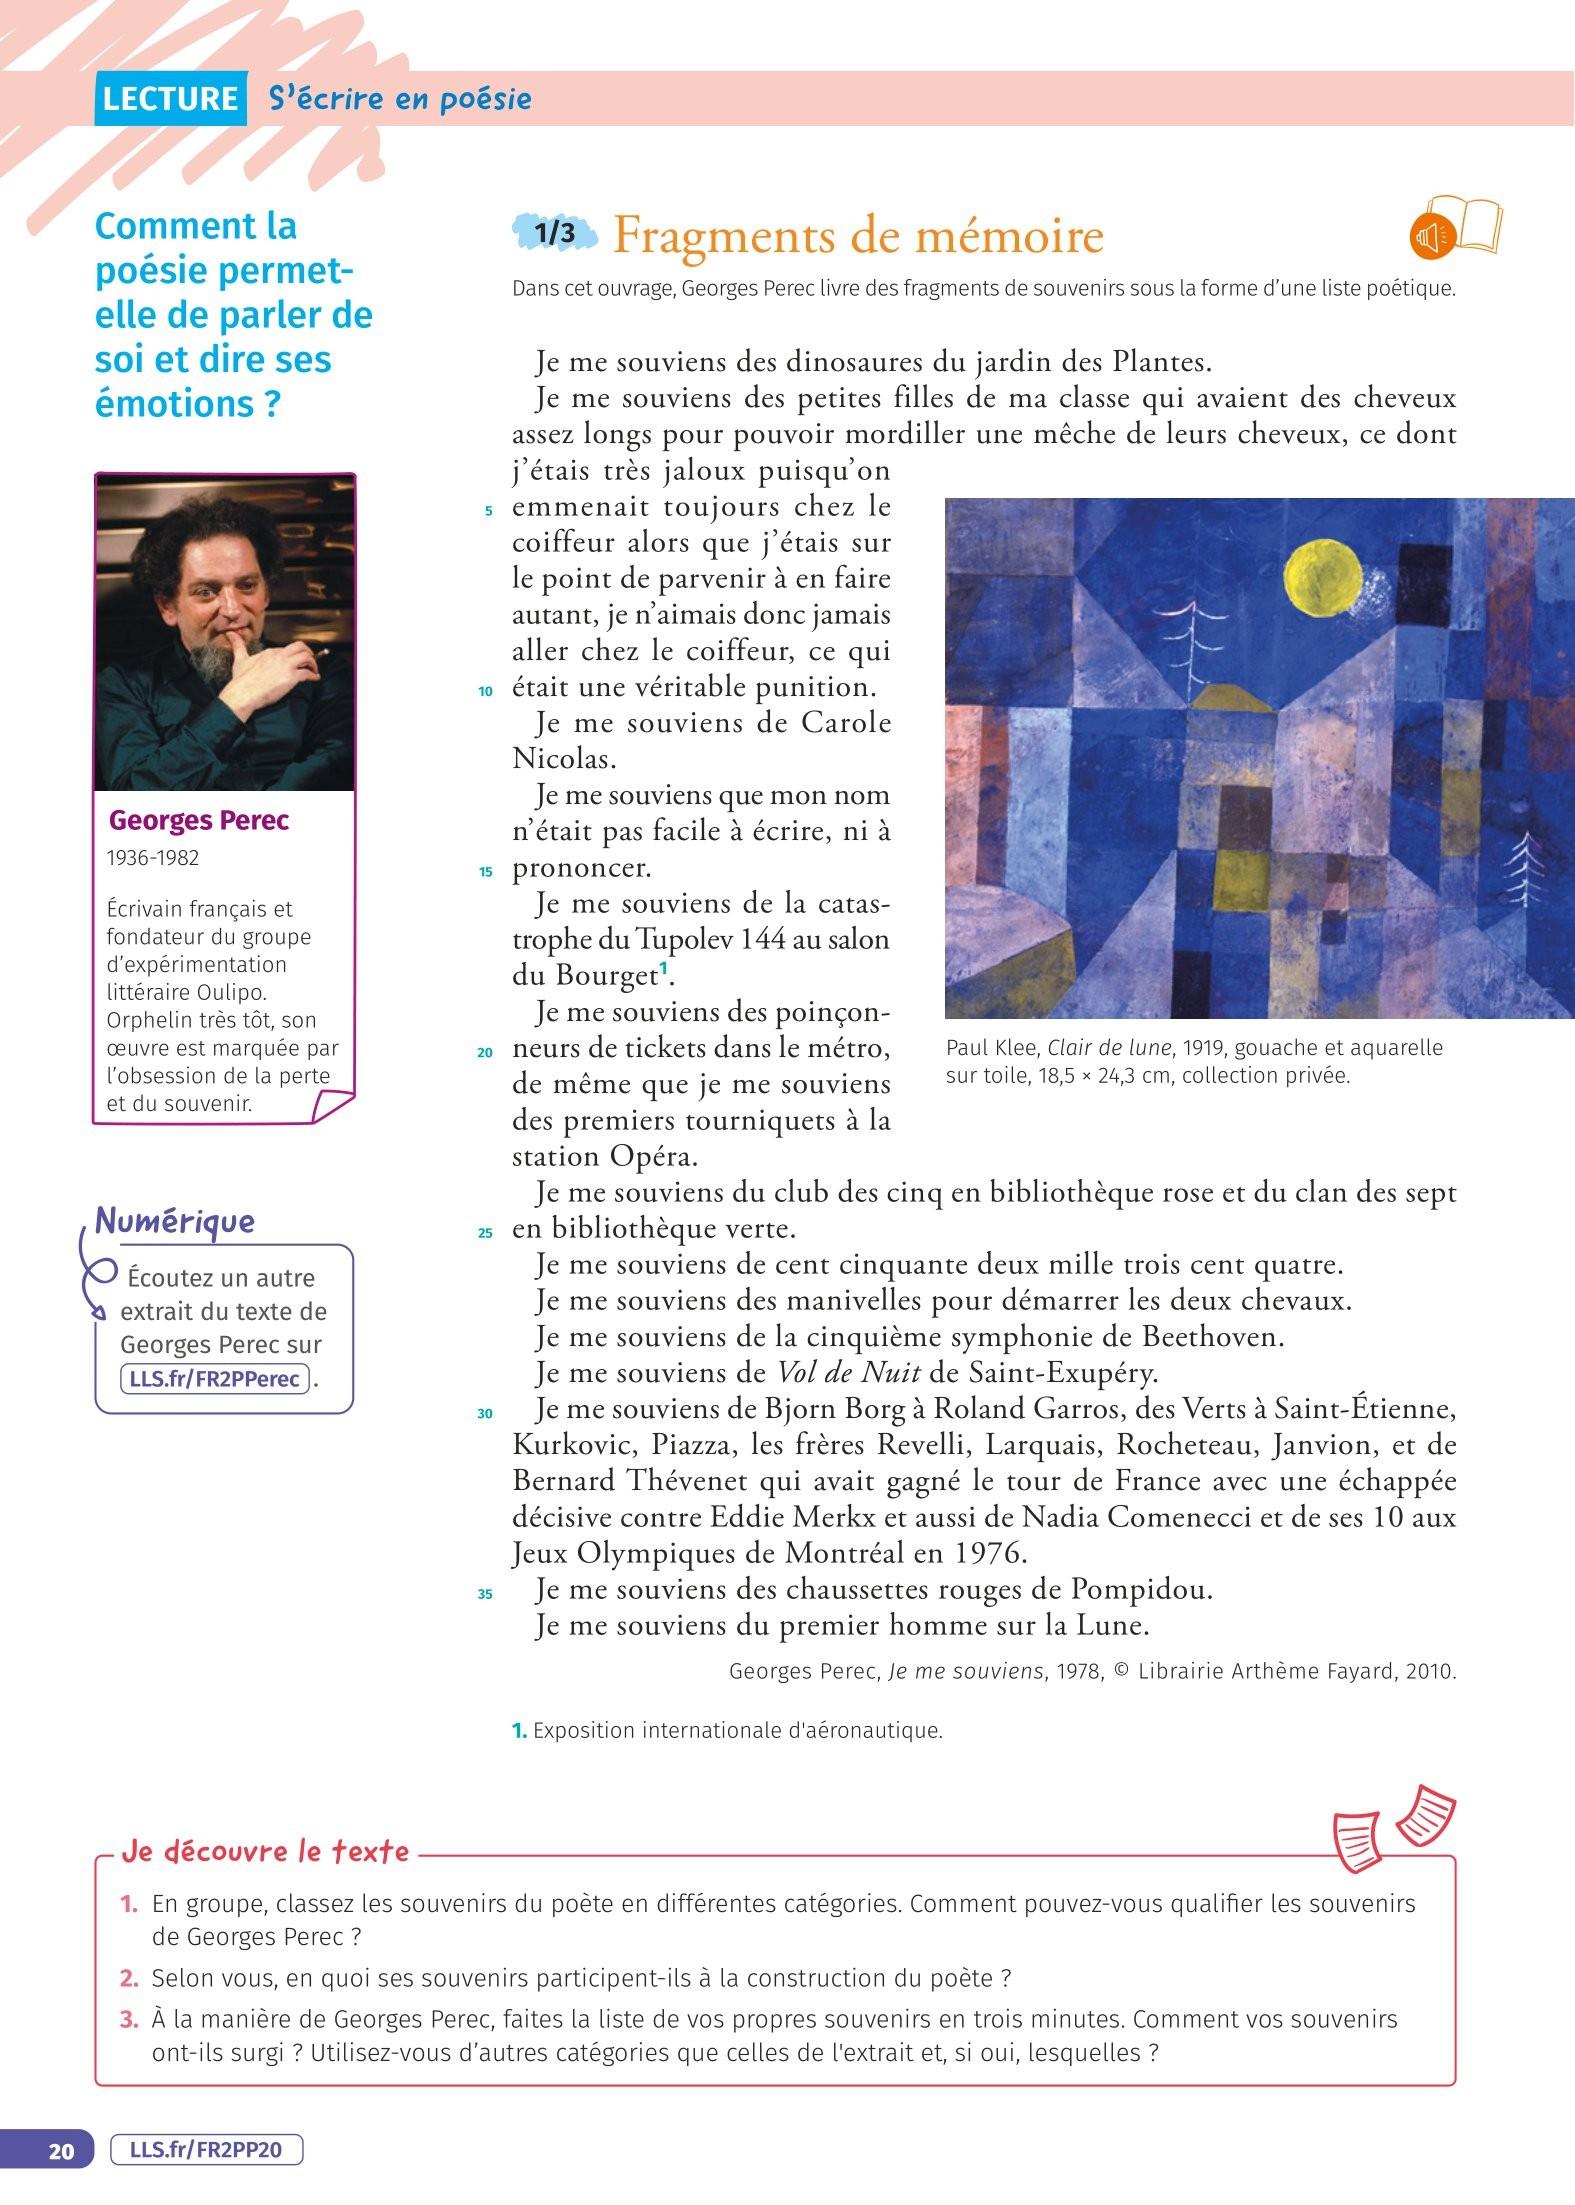 LECTURE S'écrire en poésie
Comment la
poésie permet-
elle de parler de
soi et dire ses
émotions ?
Georges Perec
1936-1982
Écrivain français et
fondateur du groupe
d'expérimentation
littéraire Oulipo.
Orphelin très tôt, son
œuvre est marquée par
l'obsession de la perte
et du souvenir.
Numérique
Écoutez un autre
extrait du texte de
Georges Perec sur
LLS.fr/FR2PPerec .
1/3 Fragments de mémoire
Dans cet ouvrage, Georges Perec livre des fragments de souvenirs sous la forme d'une liste poétique.
Je me souviens des dinosaures du jardin des Plantes.
Je me souviens des petites filles de ma classe qui avaient des cheveux
assez longs pour pouvoir mordiller une mêche de leurs cheveux, ce dont
j'étais très jaloux puisqu'on
5 emmenait toujours chez le
coiffeur alors que j'étais sur
le point de parvenir à en faire
autant, je n'aimais donc jamais
aller chez le coiffeur, ce qui
10 était une véritable punition.
Je me souviens de Carole
Nicolas.
Je me souviens que mon nom
n'était pas facile à écrire, ni à
15 prononcer.
Je me souviens de la catas-
trophe du Tupolev 144 au salon
du Bourget1.
Je me souviens des poinçon-
20 neurs de tickets dans le métro,
de même que je me souviens
des premiers tourniquets à la
station Opéra.
Je me souviens du club des cinq en bibliothèque rose et du clan des sept
25 en bibliothèque verte.
Je me souviens de cent cinquante deux mille trois cent quatre.
Je me souviens des manivelles pour démarrer les deux chevaux.
Je me souviens de la cinquième symphonie de Beethoven.
Je me souviens de Vol de Nuit de Saint-Exupéry.
30 Je me souviens de Bjorn Borg à Roland Garros, des Verts à Saint-Étienne,
Kurkovic, Piazza, les frères Revelli, Larquais, Rocheteau, Janvion, et de
Bernard Thévenet qui avait gagné le tour de France avec une échappée
décisive contre Eddie Merkx et aussi de Nadia Comenecci et de ses 10 aux
Jeux Olympiques de Montréal en 1976.
35 Je me souviens des chaussettes rouges de Pompidou.
Je me souviens du premier homme sur la Lune.
Georges Perec, Je me souviens, 1978, © Librairie Arthème Fayard, 2010.
1. Exposition internationale d'aéronautique.
Paul Klee, Clair de lune, 1919, gouache et aquarelle
sur toile, 18,5 × 24,3 cm, collection privée.
Je découvre le texte
1. En groupe, classez les souvenirs du poète en différentes catégories. Comment pouvez-vous qualifier les souvenirs
de Georges Perec ?
2. Selon vous, en quoi ses souvenirs participent-ils à la construction du poète ?
3. À la manière de Georges Perec, faites la liste de vos propres souvenirs en trois minutes. Comment vos souvenirs
ont-ils surgi ? Utilisez-vous d'autres catégories que celles de l'extrait et, si oui, lesquelles ?
20 LLS.fr/FR2PP20